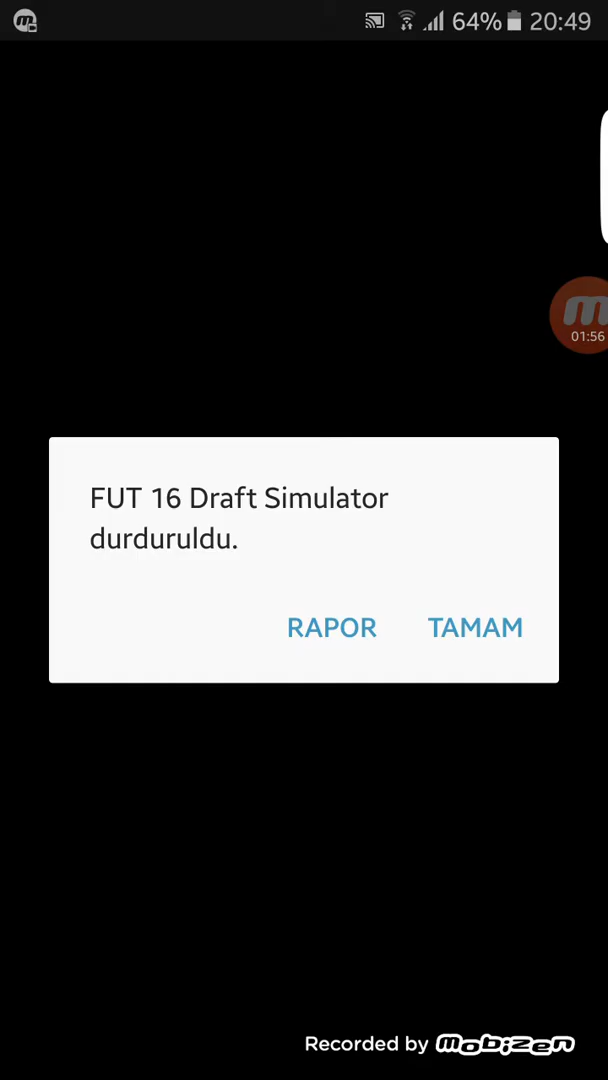 64% 20:49
01:56
FUT 16 Draft Simulator
durduruldu.
RAPOR TAMAM
Recorded by mobizen